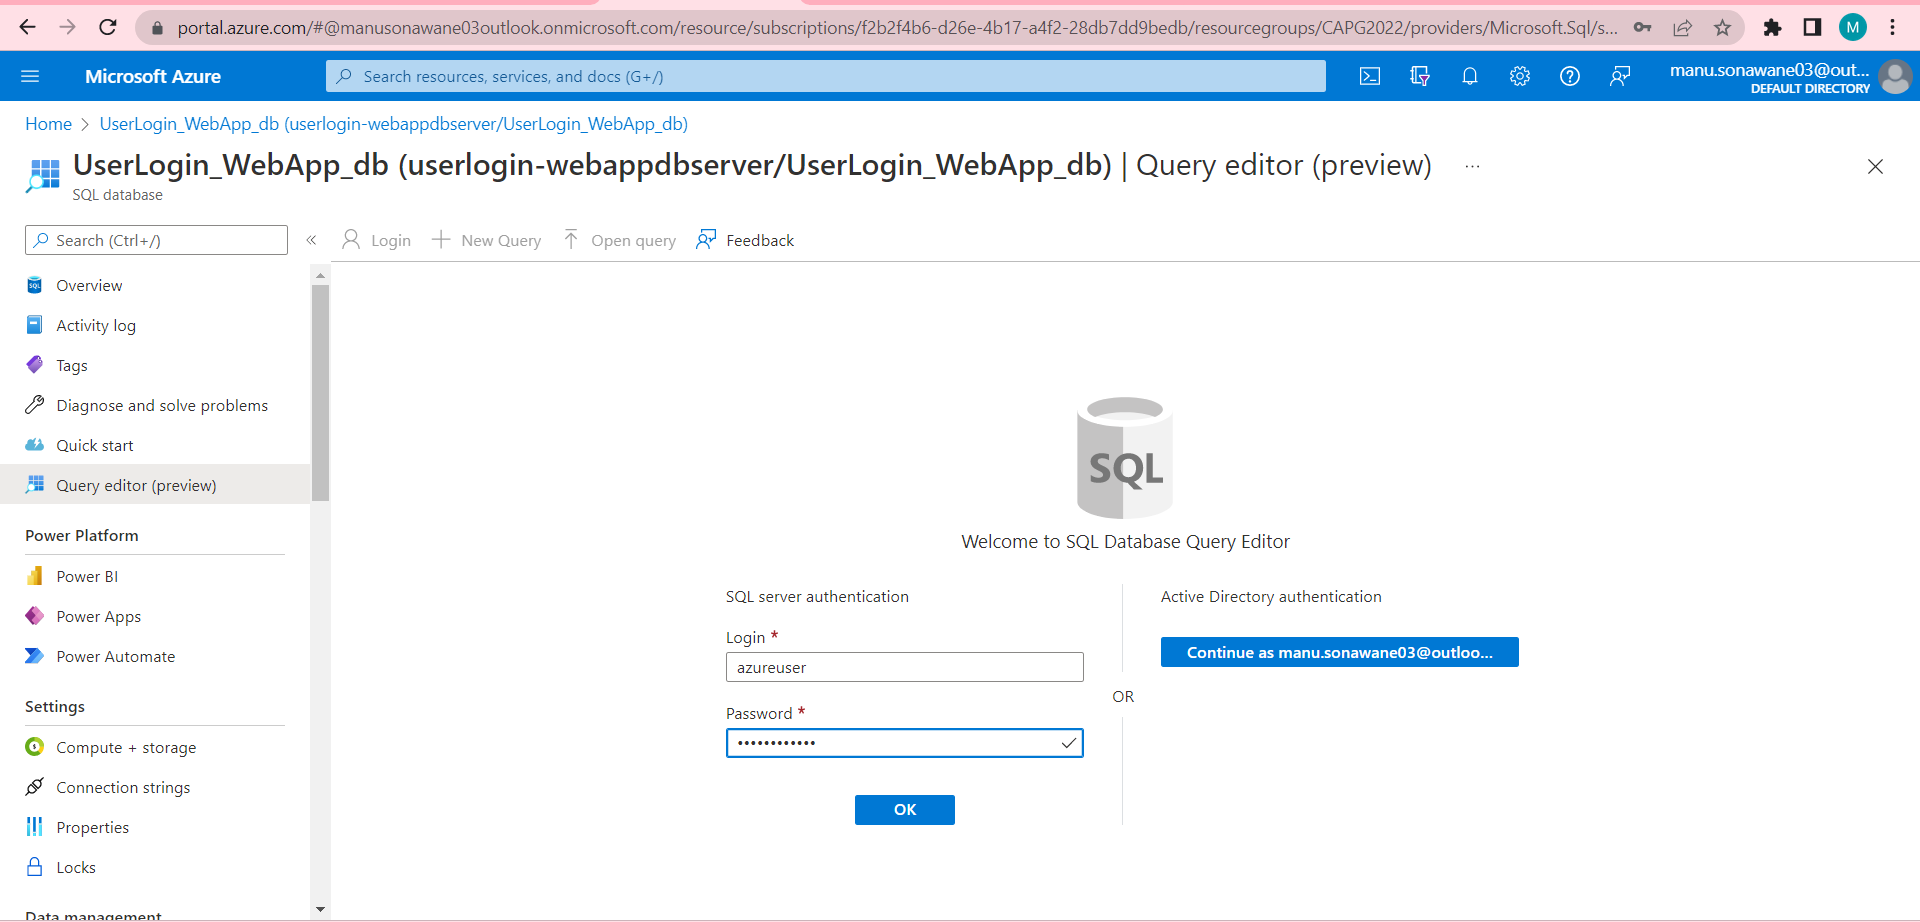 portal.azure.com/#@manusonawane03outlook.onmicrosoft.com/resource/subscriptions/f2b2f4b6-d26e-4b17-a4f2-28db7dd9bedb/resourcegroups/CAPG2022/providers/Microsoft.Sql/s...
M
Microsoft Azure
Search resources, services, and docs (G+/)
manu.sonawane03@out...
DEFAULT DIRECTORY
Home > UserLogin_WebApp_db (userlogin-webappdbserver/UserLogin_WebApp_db)
UserLogin_WebApp_db (userlogin-webappdbserver/UserLogin_WebApp_db) | Query editor (preview) ...
SQL database
Search (Ctrl+/)
«
Login
New Query
Open query
Feedback
SQL
Overview
Activity log
Tags
Diagnose and solve problems
Quick start
Query editor (preview)
Power Platform
Power BI
Power Apps
Power Automate
Settings
Compute + storage
Connection strings
Properties
Locks
Data management
SQL
Welcome to SQL Database Query Editor
SQL server authentication
Login *
azureuser
Password *
••••••••••••
OK
OR
Active Directory authentication
Continue as manu.sonawane03@outloo...